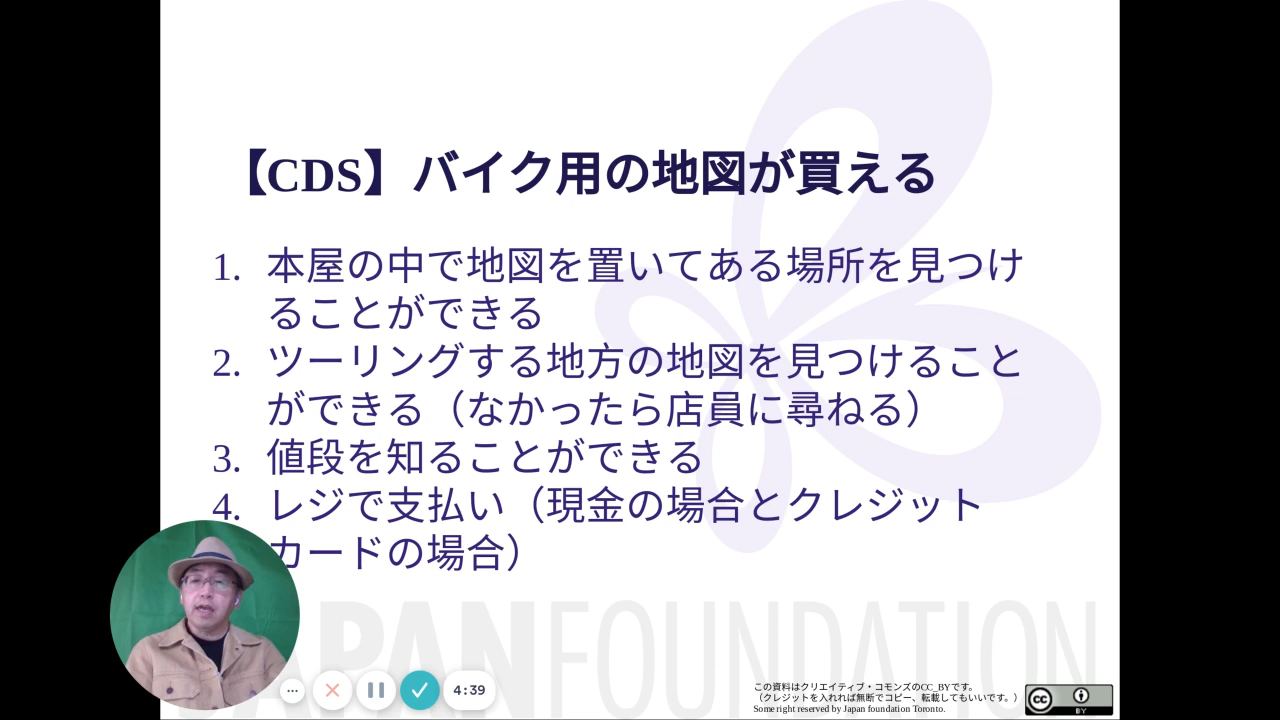 【CDS】バイク用の地図が買える
1. 本屋の中で地図を置いてある場所を見つけ
ることができる
2. ツーリングする地方の地図を見つけること
ができる（なかったら店員に尋ねる）
3. 値段を知ることができる
4. レジで支払い（現金の場合とクレジット
カードの場合）
JAPANFOUNDATION
4:39
この資料はクリエイティブ・コモンズのCC_BYです。
（クレジットを入れれば無断でコピー、転載してもいいです。）
Some right reserved by Japan foundation Toronto.
cc
BY